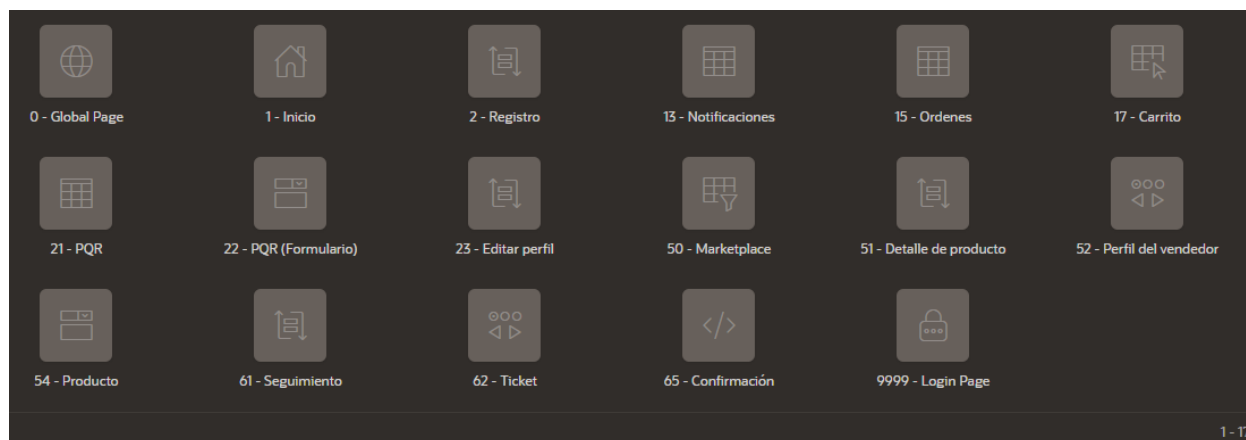 0 - Global Page
1 - Inicio
2 - Registro
13 - Notificaciones
15 - Ordenes
17 - Carrito
21 - PQR
22 - PQR (Formulario)
23 - Editar perfil
50 - Marketplace
51 - Detalle de producto
52 - Perfil del vendedor
54 - Producto
61 - Seguimiento
62 - Ticket
65 - Confirmación
9999 - Login Page
1 - 17